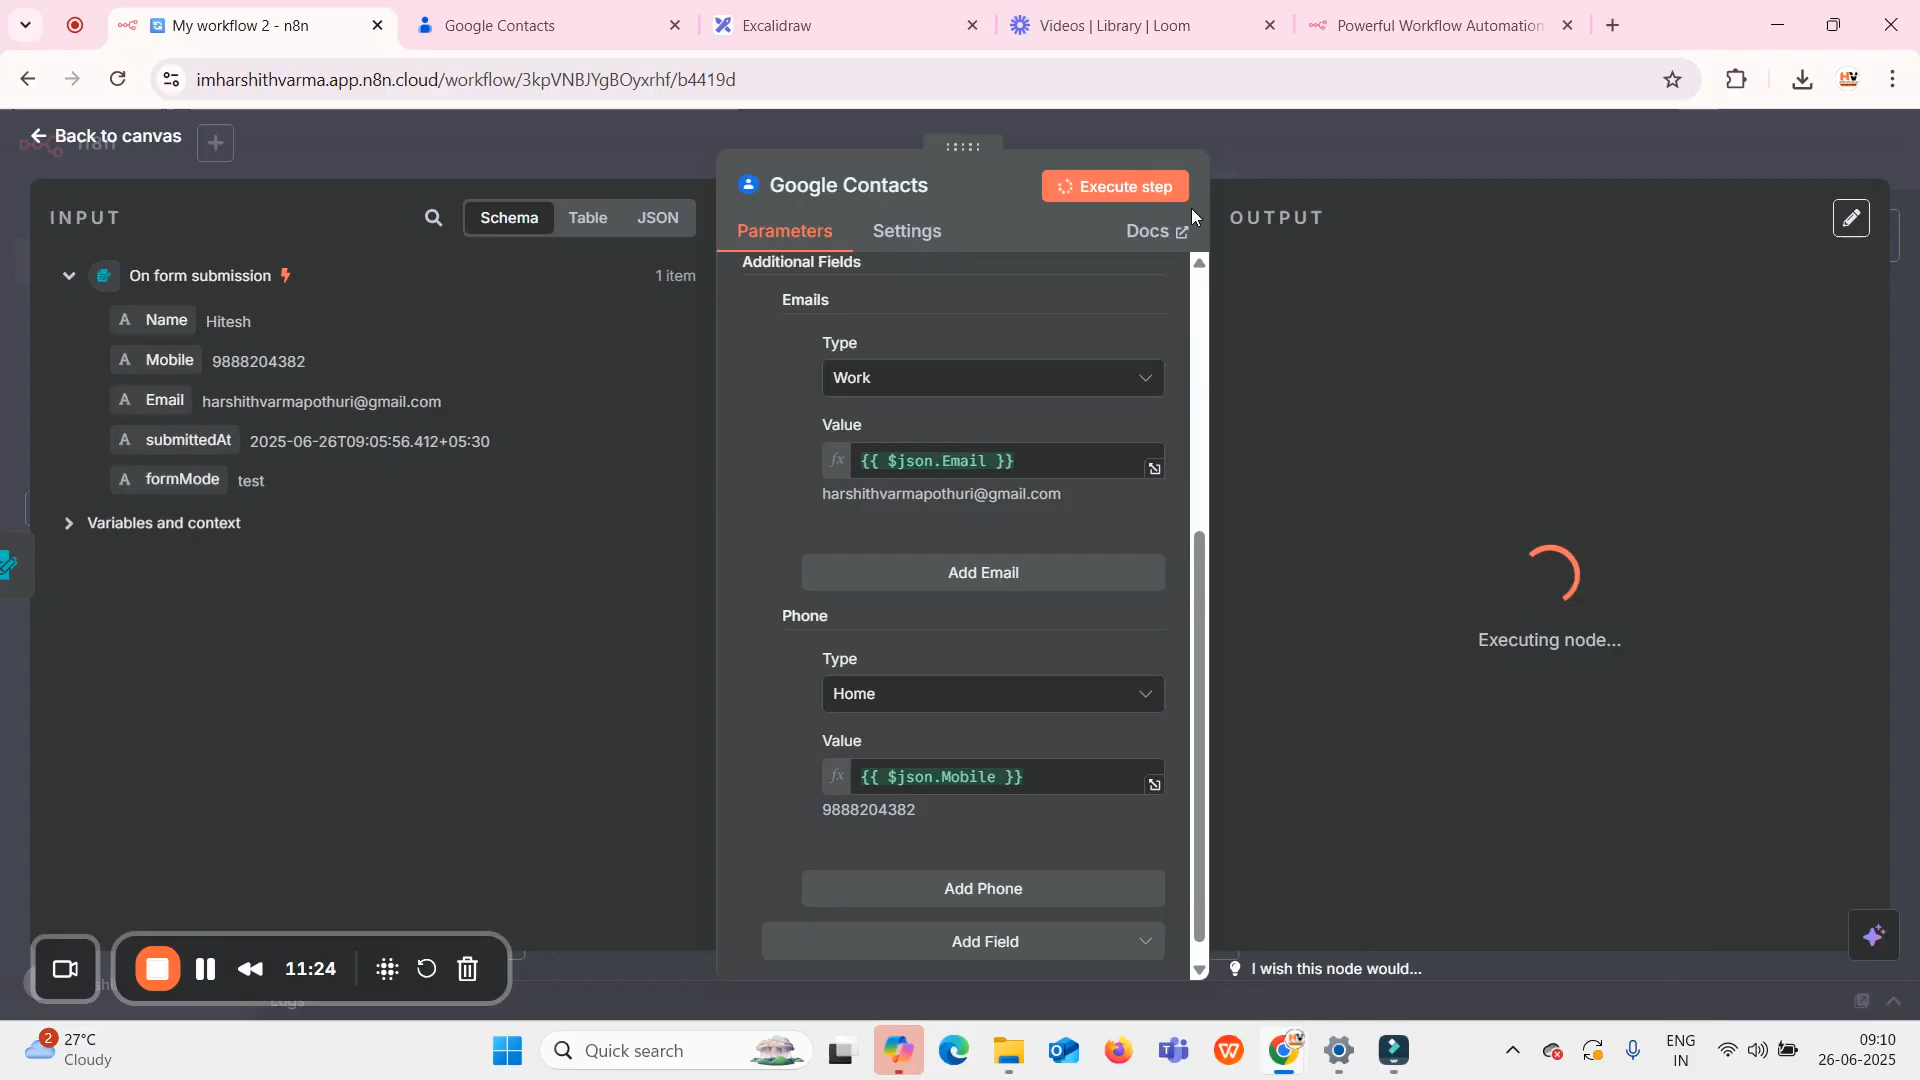 My workflow 2 - n8n
Google Contacts
Excalidraw
Videos | Library | Loom
Powerful Workflow Automation
imharshithvarma.app.n8n.cloud/workflow/3kpVNBJYgBOyxrhf/b4419d
Back to canvas
n8n
Google Contacts
Execute step
INPUT
Schema
Table
JSON
Parameters
Settings
Docs
OUTPUT
On form submission
1 item
Additional Fields
Emails
A Name Hitesh
A Mobile 9888204382
A Email harshithvarmapothuri@gmail.com
A submittedAt 2025-06-26T09:05:56.412+05:30
A formMode test
Variables and context
Type
Work
Value
fx {{ $json.Email }}
harshithvarmapothuri@gmail.com
Add Email
Phone
Type
Home
Value
fx {{ $json.Mobile }}
9888204382
Add Phone
Add Field
Executing node...
I wish this node would...
11:24
Logs
2
27°C
Cloudy
Quick search
ENG
IN
09:10
26-06-2025